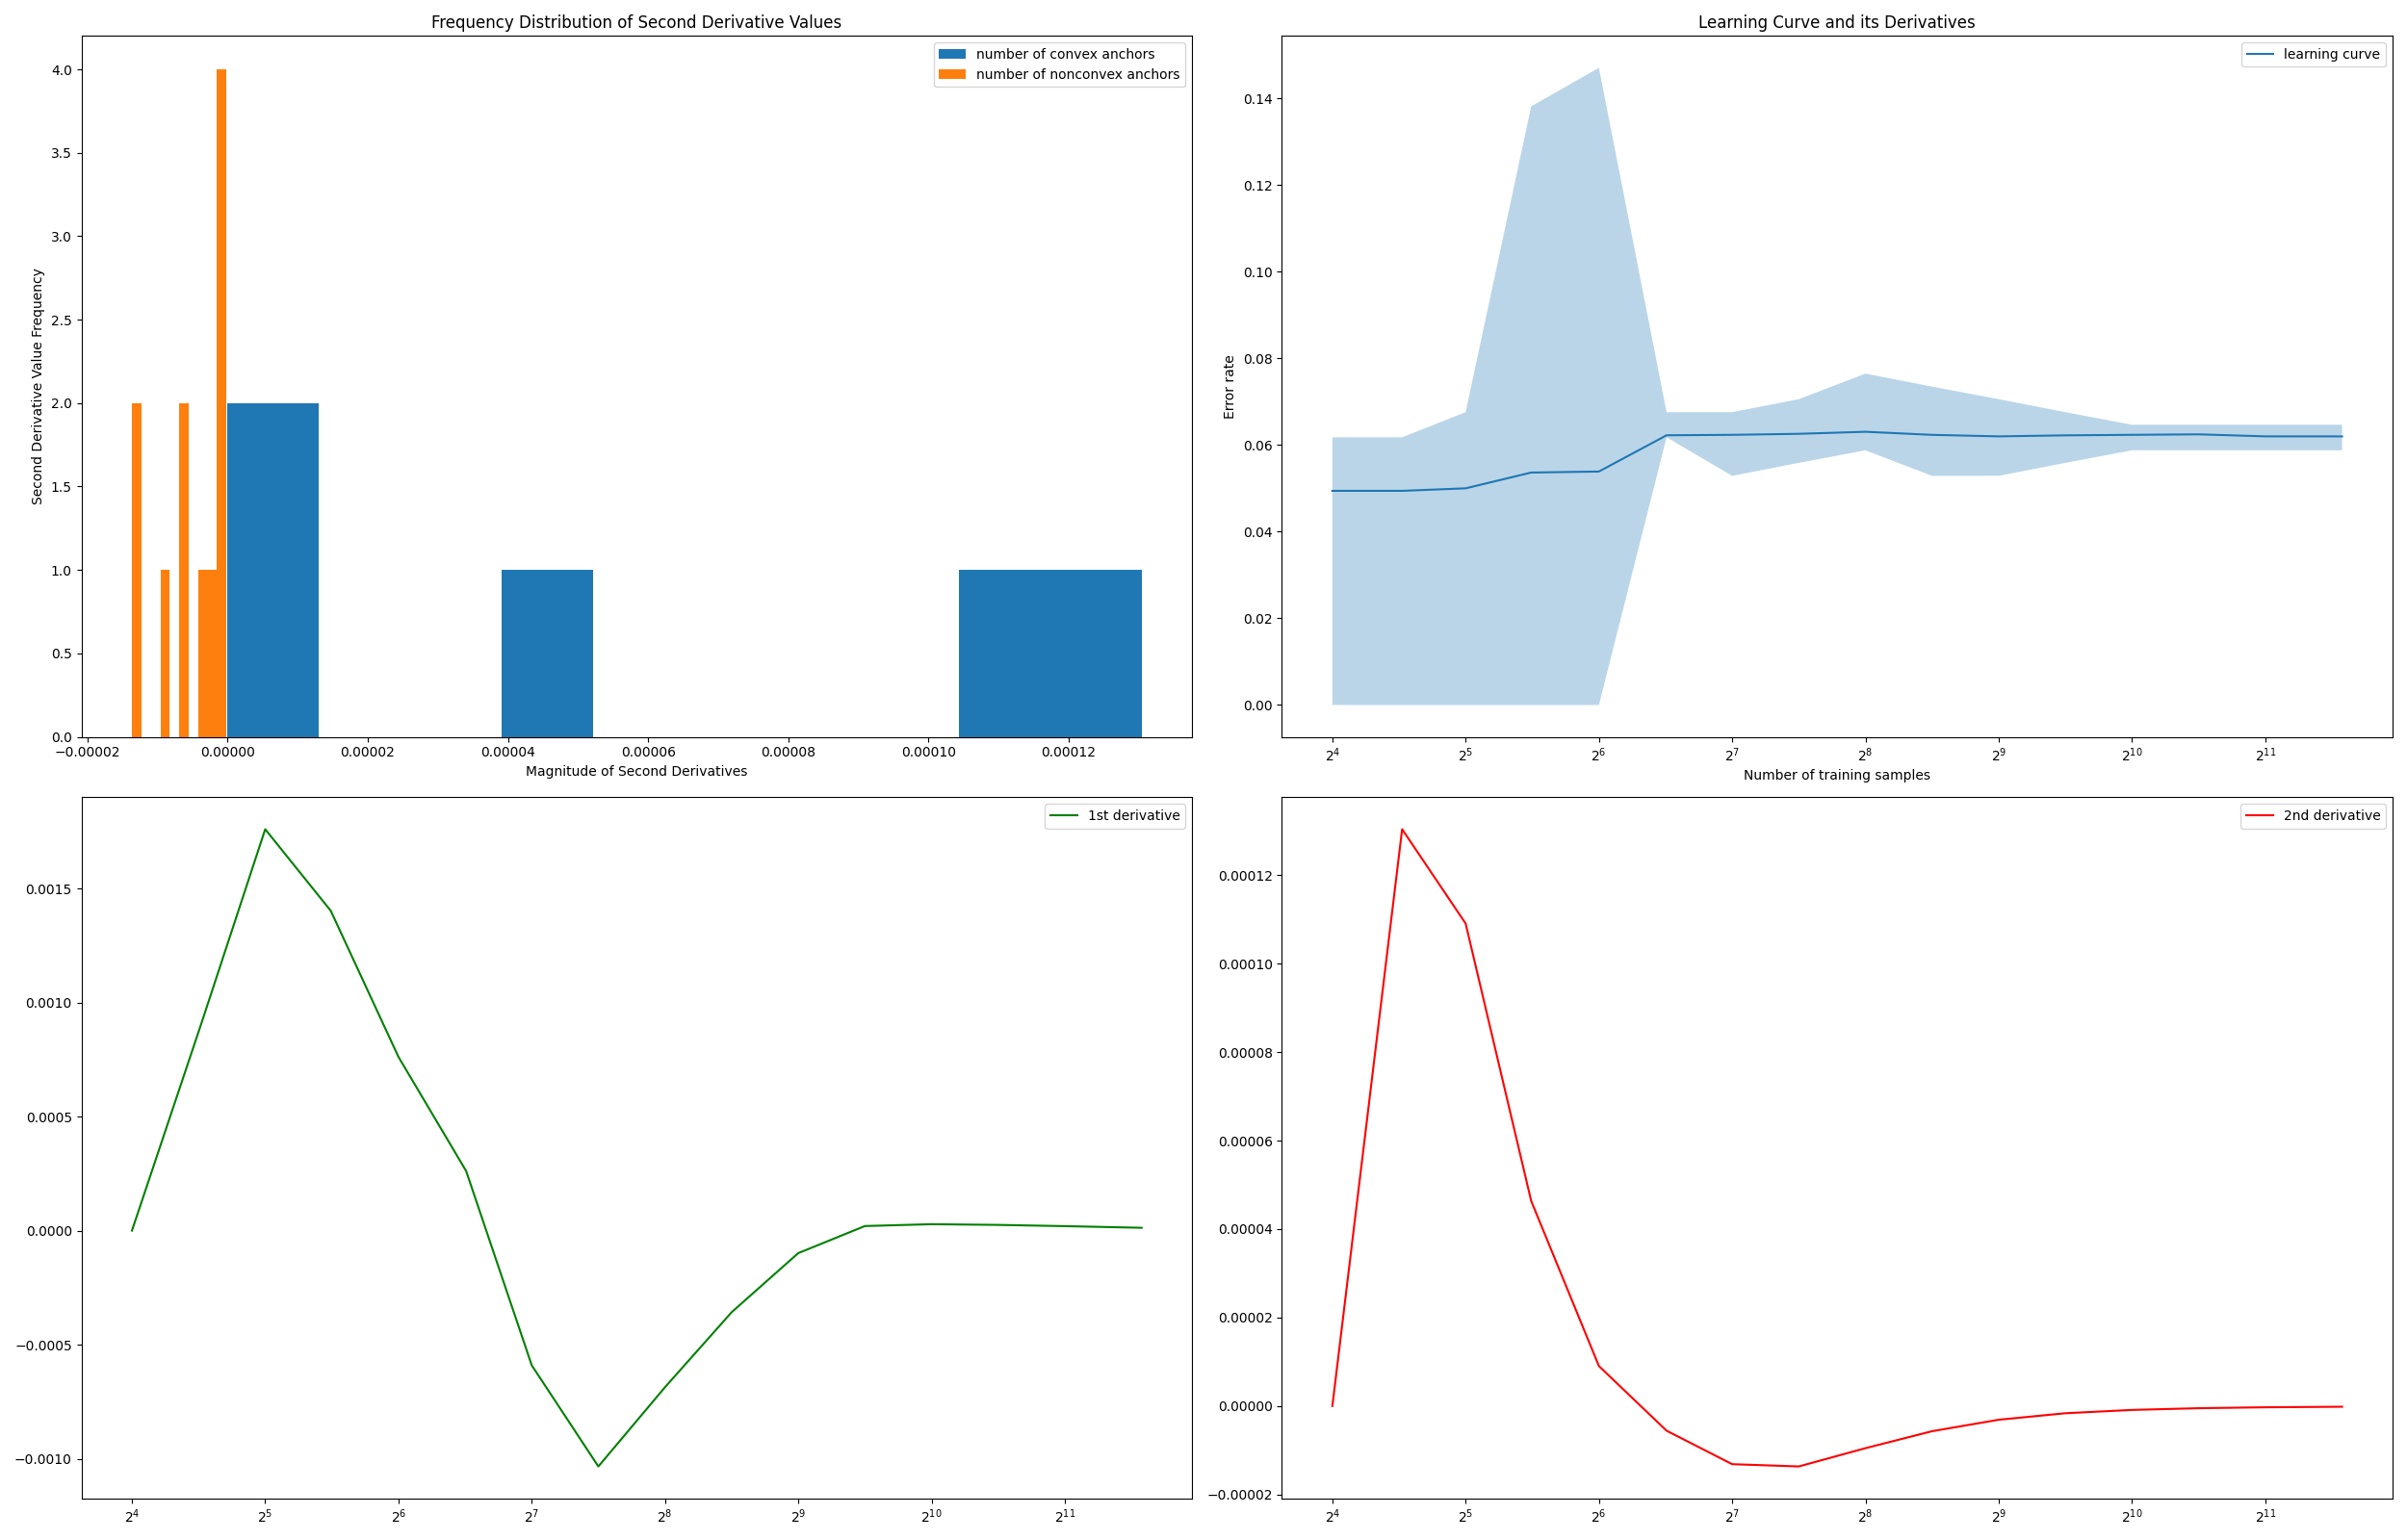 Frequency Distribution of Second Derivative Values
number of convex anchors
number of nonconvex anchors
4.0
3.5
3.0
2.5
2.0
1.5
1.0
0.5
0.0
Second Derivative Value Frequency
−0.00002 0.00000 0.00002 0.00004 0.00006 0.00008 0.00010 0.00012
Magnitude of Second Derivatives
Learning Curve and its Derivatives
learning curve
0.14
0.12
0.10
0.08
0.06
0.04
0.02
0.00
Error rate
2^4 2^5 2^6 2^7 2^8 2^9 2^10 2^11
Number of training samples
1st derivative
0.0015
0.0010
0.0005
0.0000
−0.0005
−0.0010
2^4 2^5 2^6 2^7 2^8 2^9 2^10 2^11
2nd derivative
0.00012
0.00010
0.00008
0.00006
0.00004
0.00002
0.00000
−0.00002
2^4 2^5 2^6 2^7 2^8 2^9 2^10 2^11